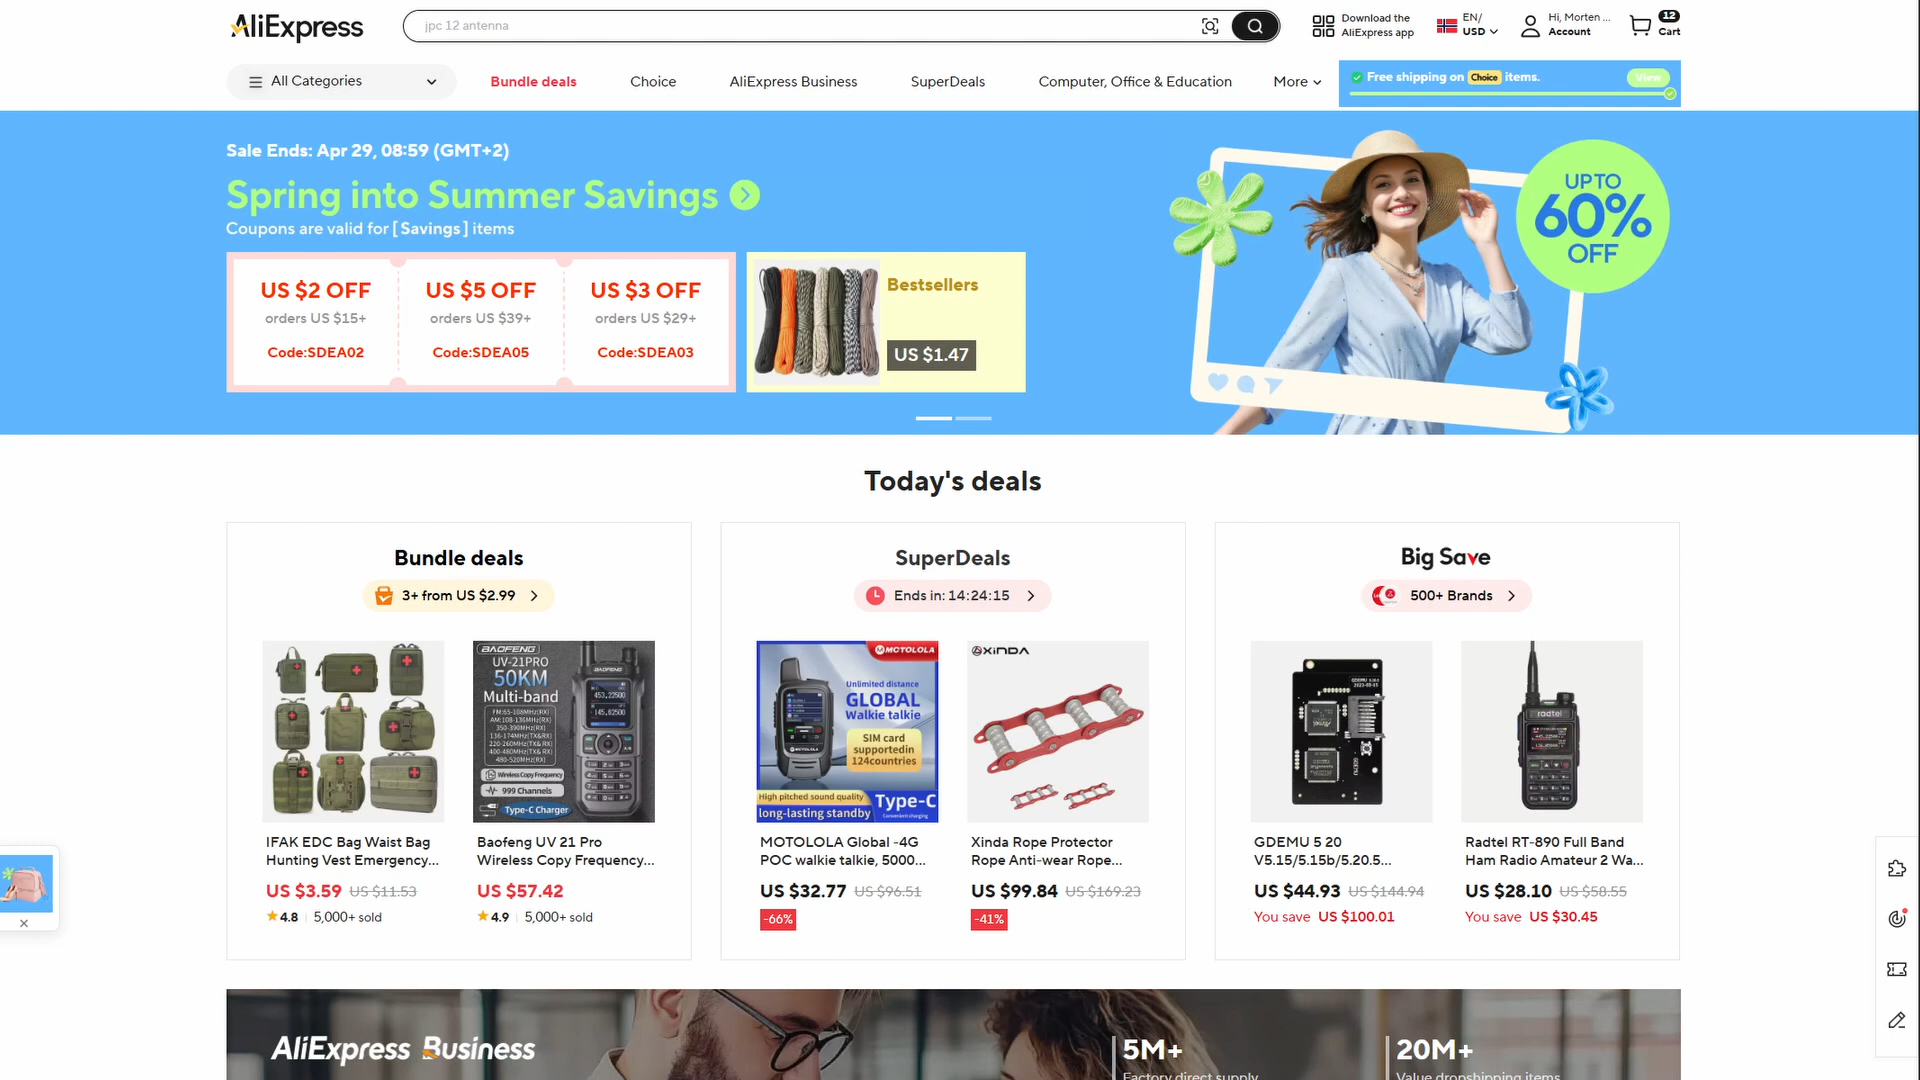 AliExpress
jpc 12 antenna
Download the
AliExpress app
EN/
USD
Hi, Morten ...
Account
12
Cart
All Categories
Bundle deals
Choice
AliExpress Business
SuperDeals
Computer, Office & Education
More
Free shipping on Choice items.
View
Sale Ends: Apr 29, 08:59 (GMT+2)
Spring into Summer Savings
Coupons are valid for [ Savings ] items
US $2 OFF
orders US $15+
Code:SDEA02
US $5 OFF
orders US $39+
Code:SDEA05
US $3 OFF
orders US $29+
Code:SDEA03
Bestsellers
US $1.47
UP TO
60%
OFF
Today's deals
Bundle deals
3+ from US $2.99
BAOFENG
UV-21PRO
50KM
Multi-band
FM:65-108MHz(RX)
AM:108-136MHz(RX)
350-390MHz(RX)
136-174MHz(TX& RX)
220-260MHz(TX& RX)
400-480MHz(TX& RX)
480-520MHz(RX)
Wireless Copy Frequency
999 Channels
Type-C Charger
BAOFENG
453.22500
145.62500
IFAK EDC Bag Waist Bag
Hunting Vest Emergency...
US $3.59 US $11.53
4.8 5,000+ sold
Baofeng UV 21 Pro
Wireless Copy Frequency...
US $57.42
4.9 5,000+ sold
SuperDeals
Ends in: 14:24:15
MOTOLOLA
Unlimited distance
GLOBAL
Walkie talkie
SIM card
supportedin
124countries
MOTOLOLA
High pitched sound quality
long-lasting standby
Type-C
Convenient charging
XINDA
MOTOLOLA Global -4G
POC walkie talkie, 5000...
US $32.77 US $96.51
-66%
Xinda Rope Protector
Rope Anti-wear Rope...
US $99.84 US $169.23
-41%
Big Save
500+ Brands
GDEMU
radtel
GDEMU 5 20
V5.15/5.15b/5.20.5...
US $44.93 US $144.94
You save US $100.01
Radtel RT-890 Full Band
Ham Radio Amateur 2 Wa...
US $28.10 US $58.55
You save US $30.45
AliExpress Business
5M+
Factory direct supply
20M+
Value dropshipping items